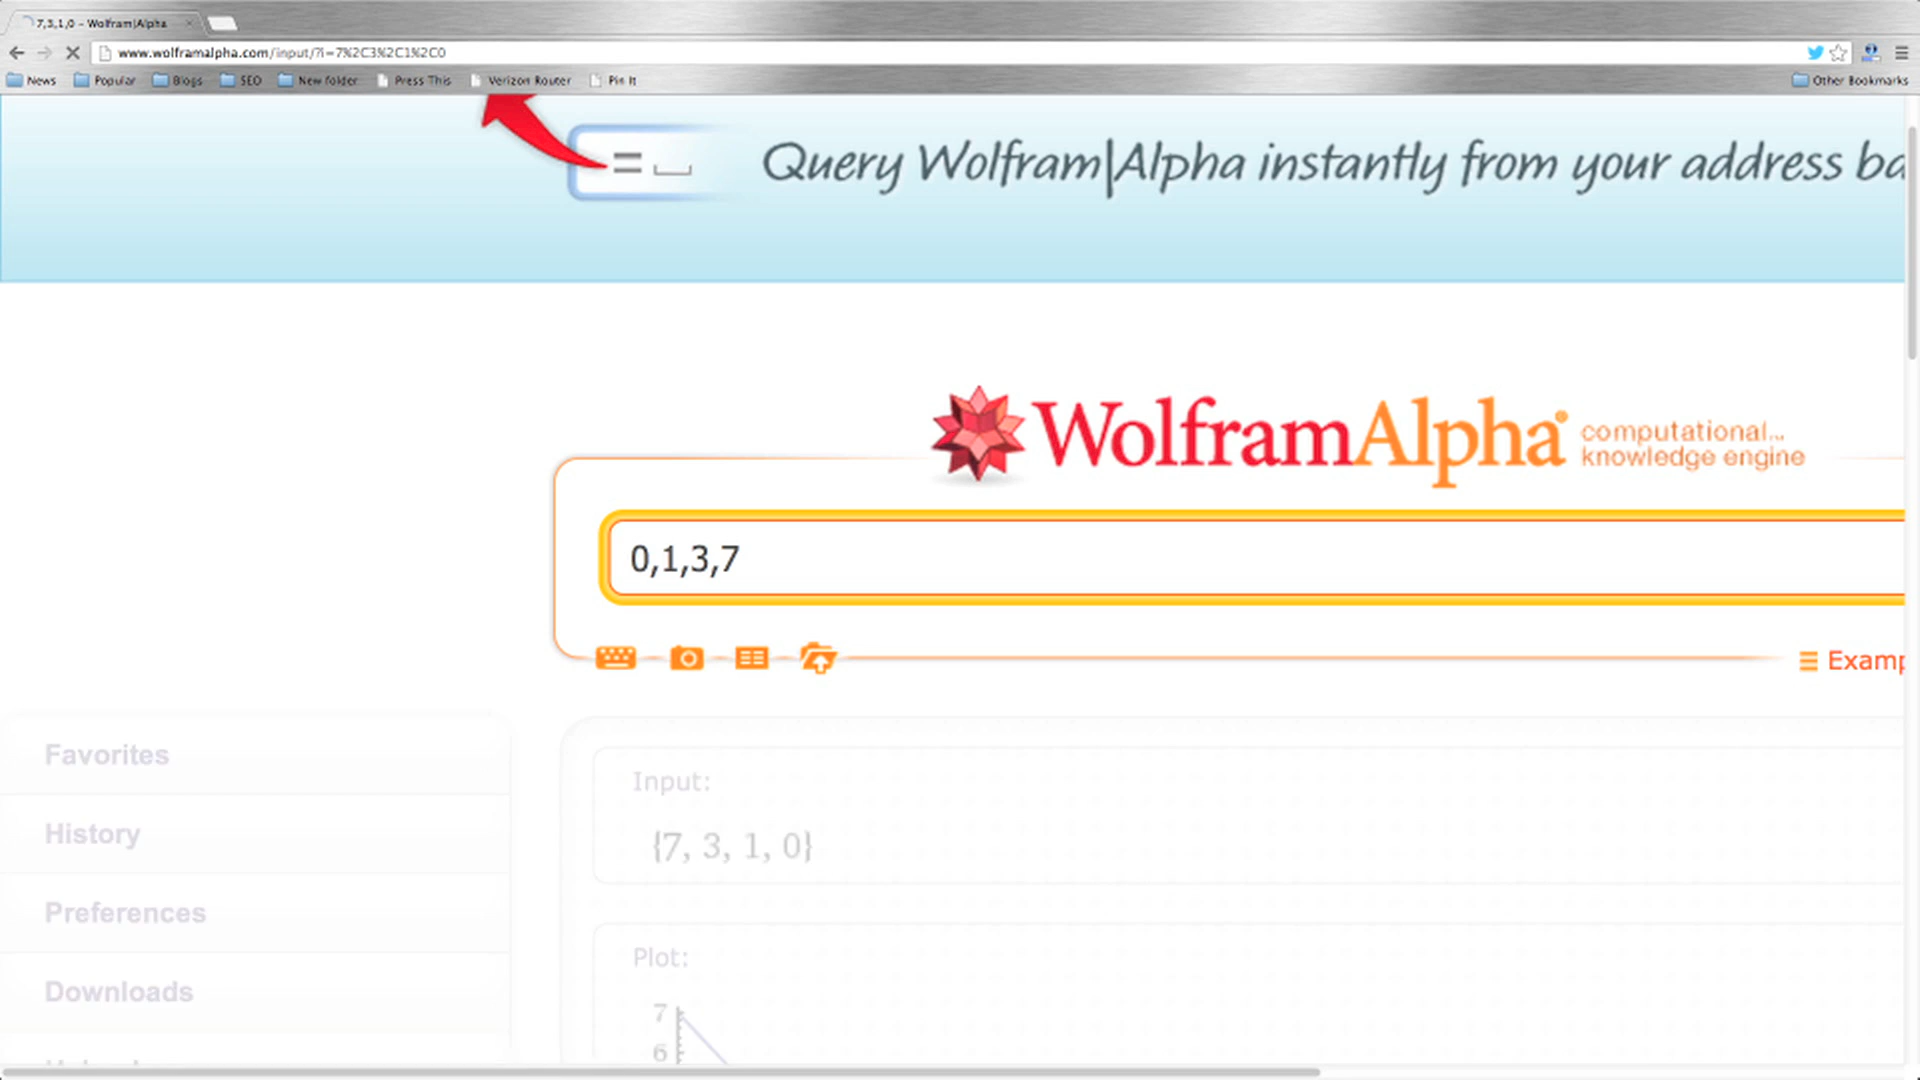 7,3,1,0 - Wolfram|Alpha
www.wolframalpha.com/input/?i=7%2C3%2C1%2C0
News Popular Blogs SEO New folder Press This Verizon Router Pin It Other Bookmarks
= Query Wolfram|Alpha instantly from your address ba
WolframAlpha computational...
knowledge engine
0,1,3,7
Examp
Favorites
History
Preferences
Downloads
Input:
{7, 3, 1, 0}
Plot:
7
6